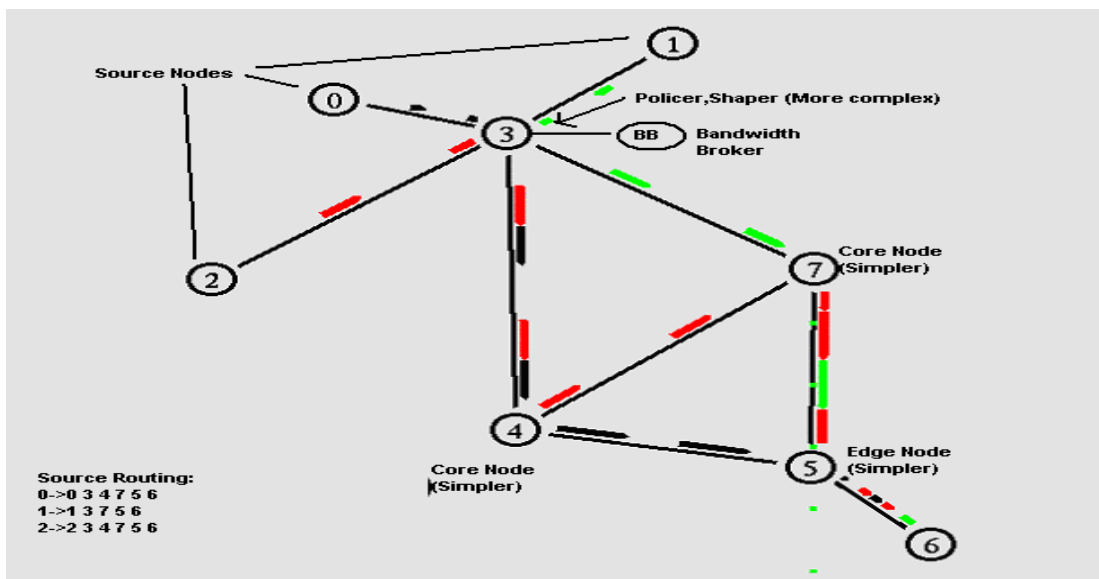 1
Source Nodes
0
Policer,Shaper (More complex)
3
BB
Bandwidth
Broker
2
7
Core Node
(Simpler)
4
Core Node
(Simpler)
5
Edge Node
(Simpler)
6
Source Routing:
0->0 3 4 7 5 6
1->1 3 7 5 6
2->2 3 4 7 5 6